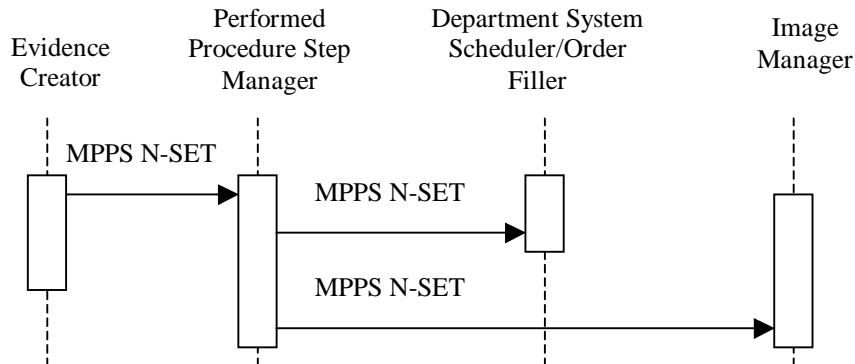 Evidence
Creator
Performed
Procedure Step
Manager
Department System
Scheduler/Order
Filler
Image
Manager
MPPS N-SET
MPPS N-SET
MPPS N-SET